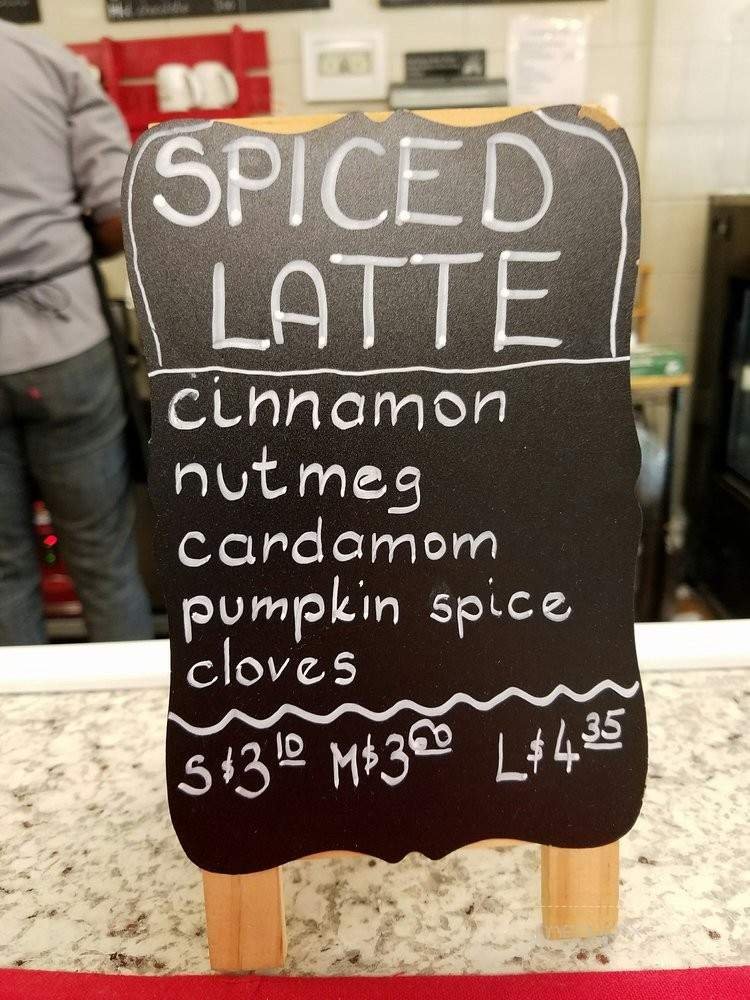 SPICED
LATTE
cinnamon
nutmeg
cardamom
pumpkin spice
cloves
S $3 10 M $3 60 L $4 35